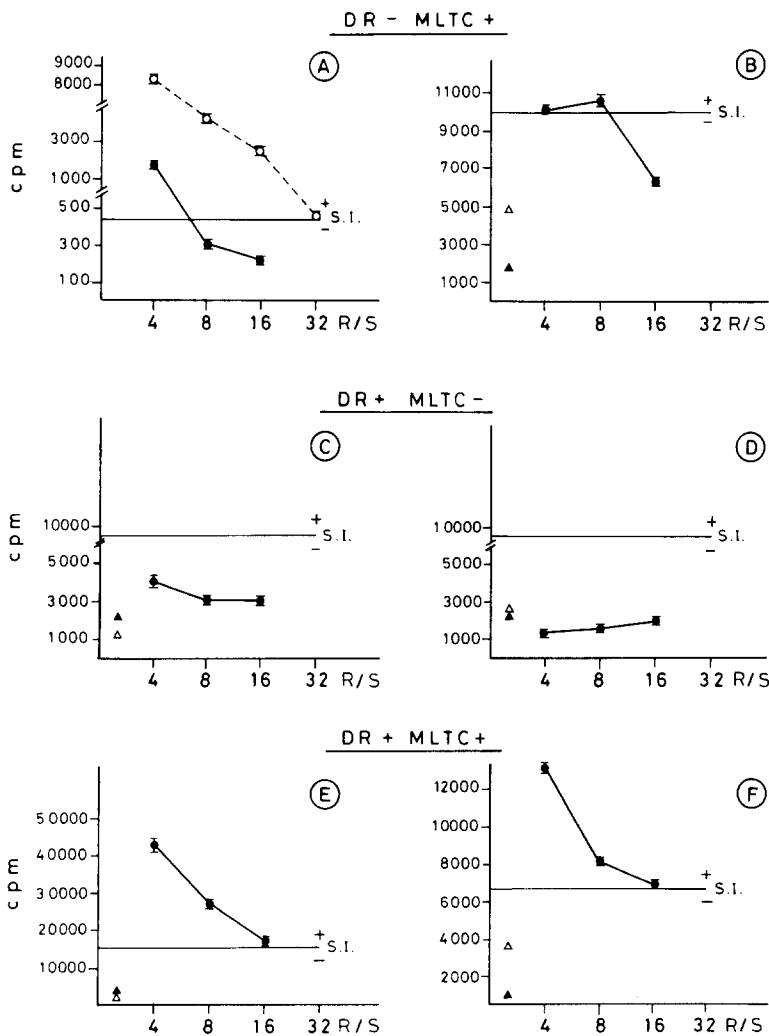 DR - MLTC +
A
cpm
9000
8000
3000
1000
500
300
100
+
S.I.
–
4 8 16 32 R/S
B
11000
9000
7000
5000
3000
1000
+
S.I.
–
4 8 16 32 R/S
DR + MLTC -
C
cpm
10000
5000
3000
1000
+
S.I.
–
4 8 16 32 R/S
D
10000
5000
3000
1000
+
S.I.
–
4 8 16 32 R/S
DR + MLTC +
E
cpm
50000
40000
30000
20000
10000
+
S.I.
–
4 8 16 32 R/S
F
12000
10000
8000
6000
4000
2000
+
S.I.
–
4 8 16 32 R/S